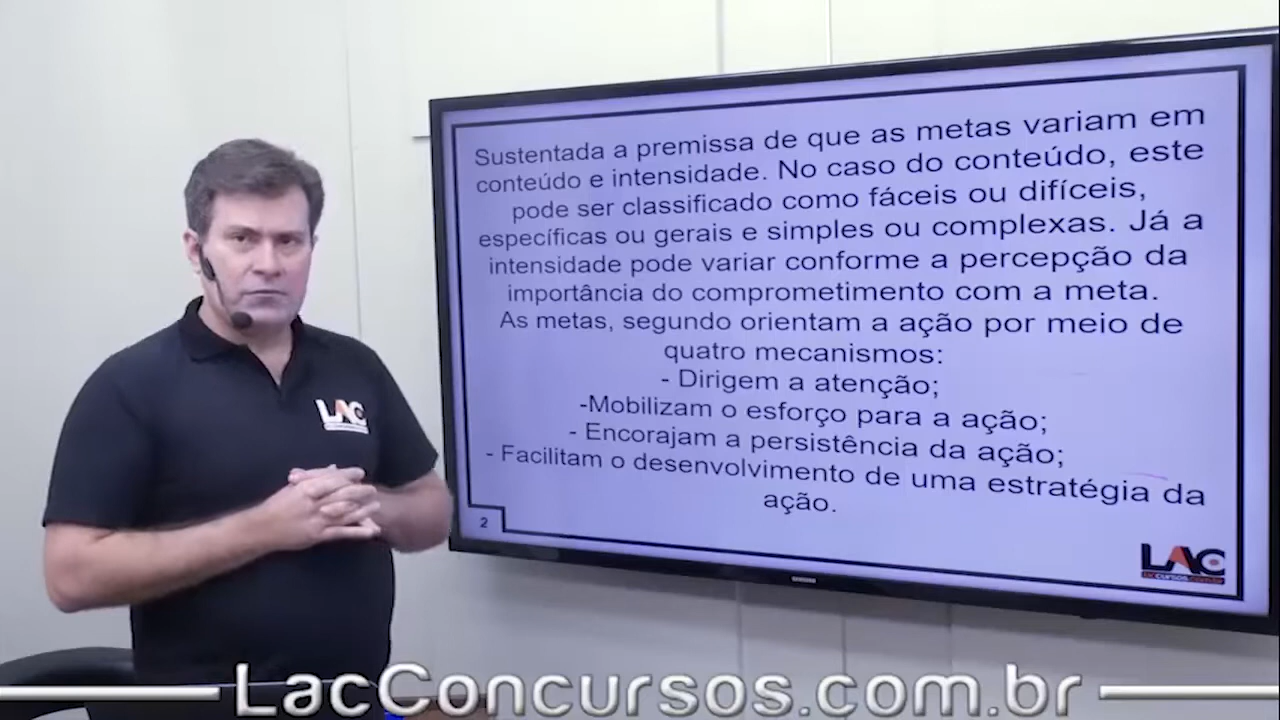 Sustentada a premissa de que as metas variam em
conteúdo e intensidade. No caso do conteúdo, este
pode ser classificado como fáceis ou difíceis,
específicas ou gerais e simples ou complexas. Já a
intensidade pode variar conforme a percepção da
importância do comprometimento com a meta.
As metas, segundo orientam a ação por meio de
quatro mecanismos:
- Dirigem a atenção;
-Mobilizam o esforço para a ação;
- Encorajam a persistência da ação;
- Facilitam o desenvolvimento de uma estratégia da
ação.
2
LAC
LAC
SAMSUNG
LacConcursos.com.br